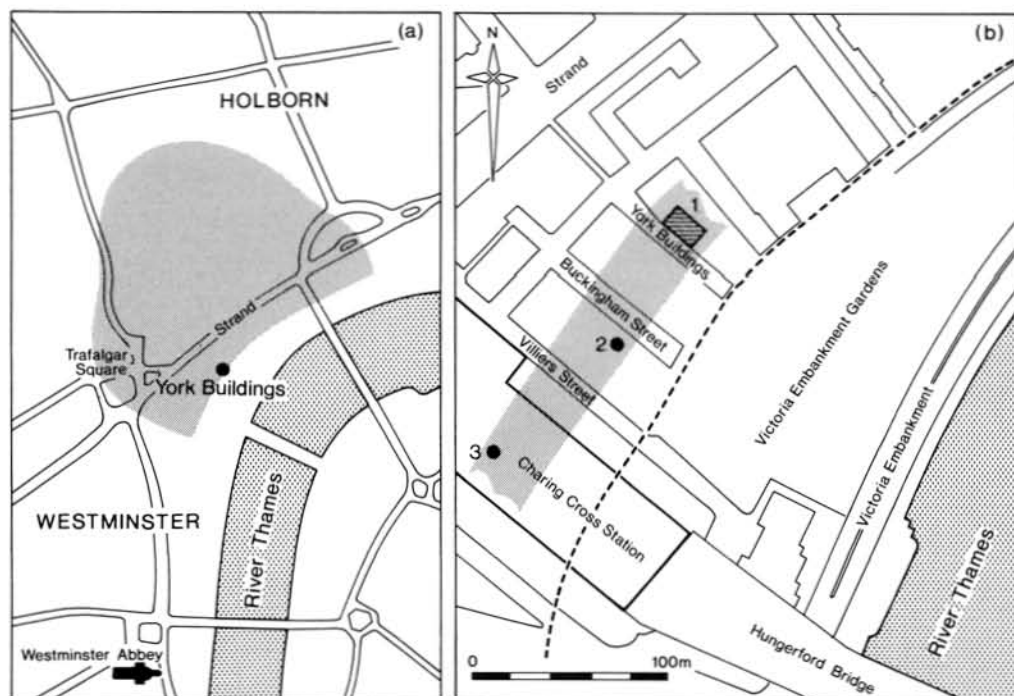 (a)
HOLBORN
Strand
Trafalgar
Square
York Buildings
WESTMINSTER
River Thames
Westminster Abbey
(b)
N
Strand
1
York Buildings
Buckingham Street
2
Villiers Street
3
Charing Cross Station
Victoria Embankment Gardens
Victoria Embankment
River Thames
Hungerford Bridge
0
100m